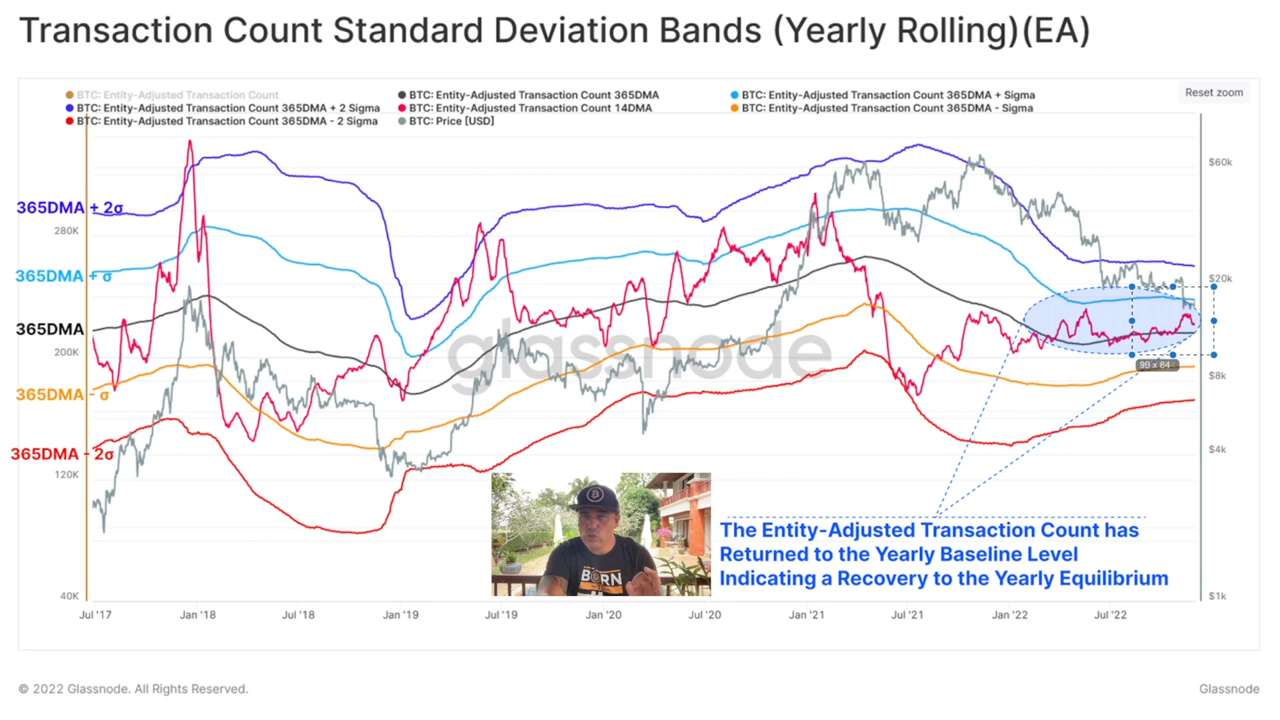 Transaction Count Standard Deviation Bands (Yearly Rolling)(EA)
BTC: Entity-Adjusted Transaction Count
BTC: Entity-Adjusted Transaction Count 365DMA
BTC: Entity-Adjusted Transaction Count 365DMA + Sigma
Reset zoom
BTC: Entity-Adjusted Transaction Count 365DMA + 2 Sigma
BTC: Entity-Adjusted Transaction Count 14DMA
BTC: Entity-Adjusted Transaction Count 365DMA - Sigma
BTC: Entity-Adjusted Transaction Count 365DMA - 2 Sigma
BTC: Price [USD]
$60k
365DMA + 2σ
280K
365DMA + σ
$20k
365DMA
200K
glassnode
99 x 84
$8k
365DMA - σ
365DMA - 2σ
$4k
120K
BORN
The Entity-Adjusted Transaction Count has
Returned to the Yearly Baseline Level
Indicating a Recovery to the Yearly Equilibrium
40K
$1k
Jul '17
Jan '18
Jul '18
Jan '19
Jul '19
Jan '20
Jul '20
Jan '21
Jul '21
Jan '22
Jul '22
© 2022 Glassnode. All Rights Reserved.
Glassnode